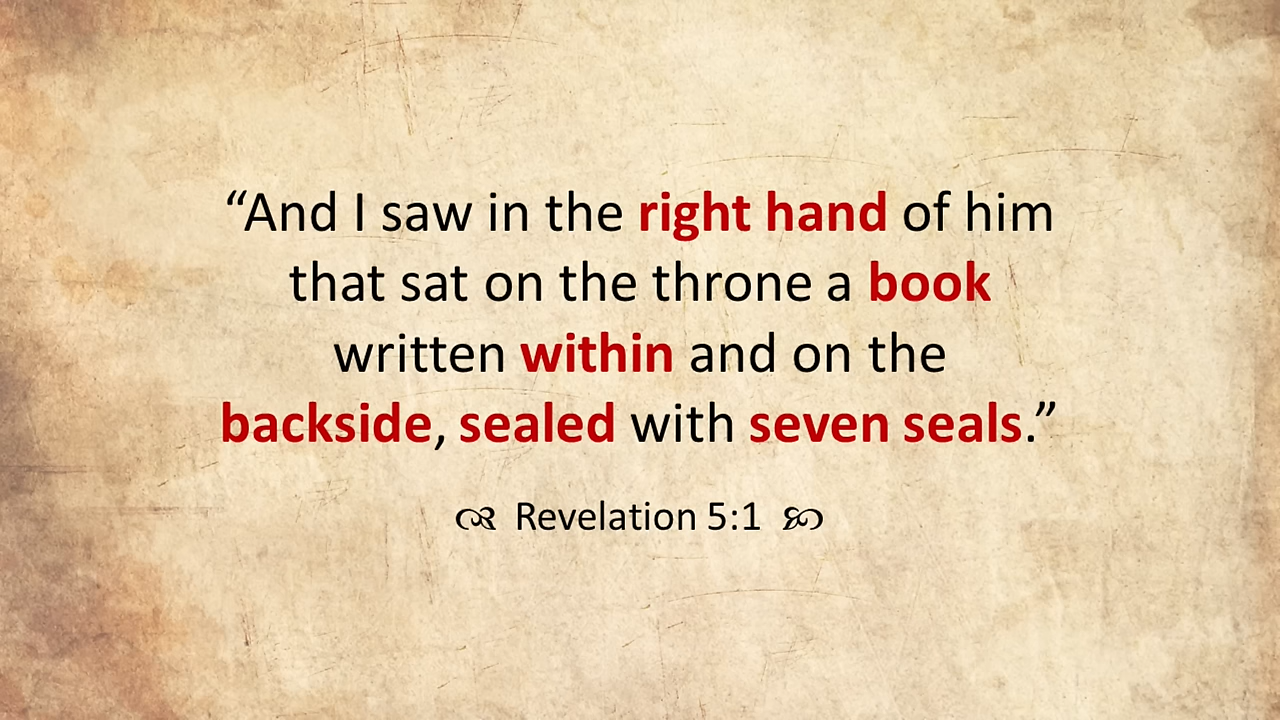 “And I saw in the right hand of him
that sat on the throne a book
written within and on the
backside, sealed with seven seals.”
Revelation 5:1